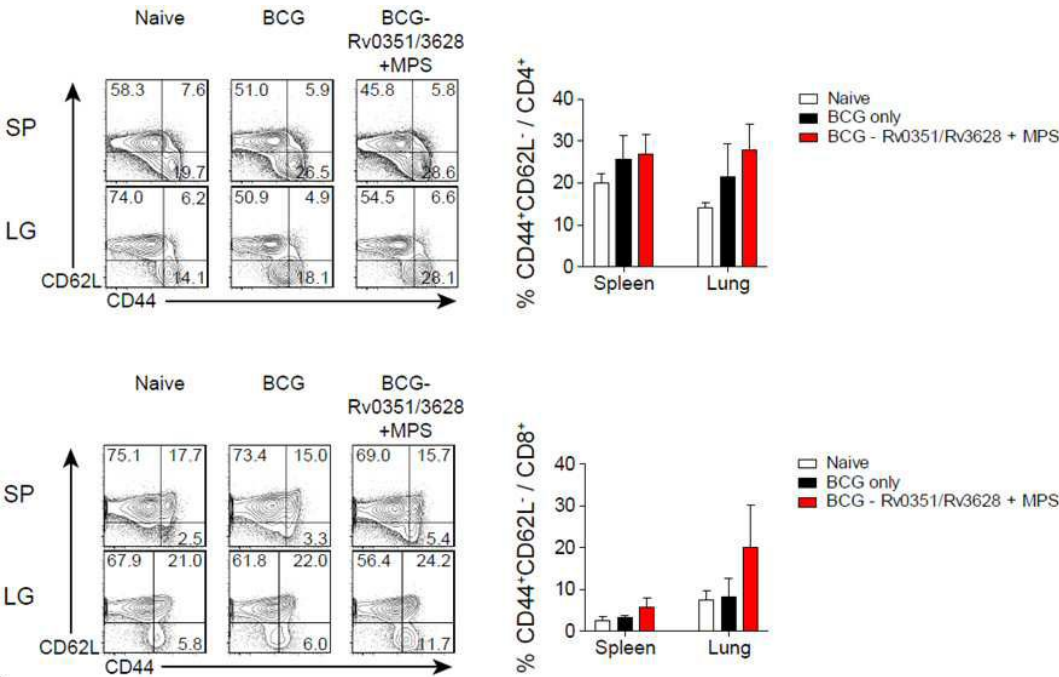 Naive BCG BCG-
Rv0351/3628
+MPS
SP
58.3 7.6 51.0 5.9 45.8 5.8
19.7 26.5 28.6
LG
74.0 6.2 50.9 4.9 54.5 6.6
14.1 18.1 28.1
CD62L
CD44
% CD44⁺CD62L⁻ / CD4⁺
40
30
20
10
0
Spleen Lung
Naive
BCG only
BCG - Rv0351/Rv3628 + MPS
Naive BCG BCG-
Rv0351/3628
+MPS
SP
75.1 17.7 73.4 15.0 69.0 15.7
2.5 3.3 5.4
LG
67.9 21.0 61.8 22.0 56.4 24.2
5.8 6.0 11.7
CD62L
CD44
% CD44⁺CD62L⁻ / CD8⁺
40
30
20
10
0
Spleen Lung
Naive
BCG only
BCG - Rv0351/Rv3628 + MPS